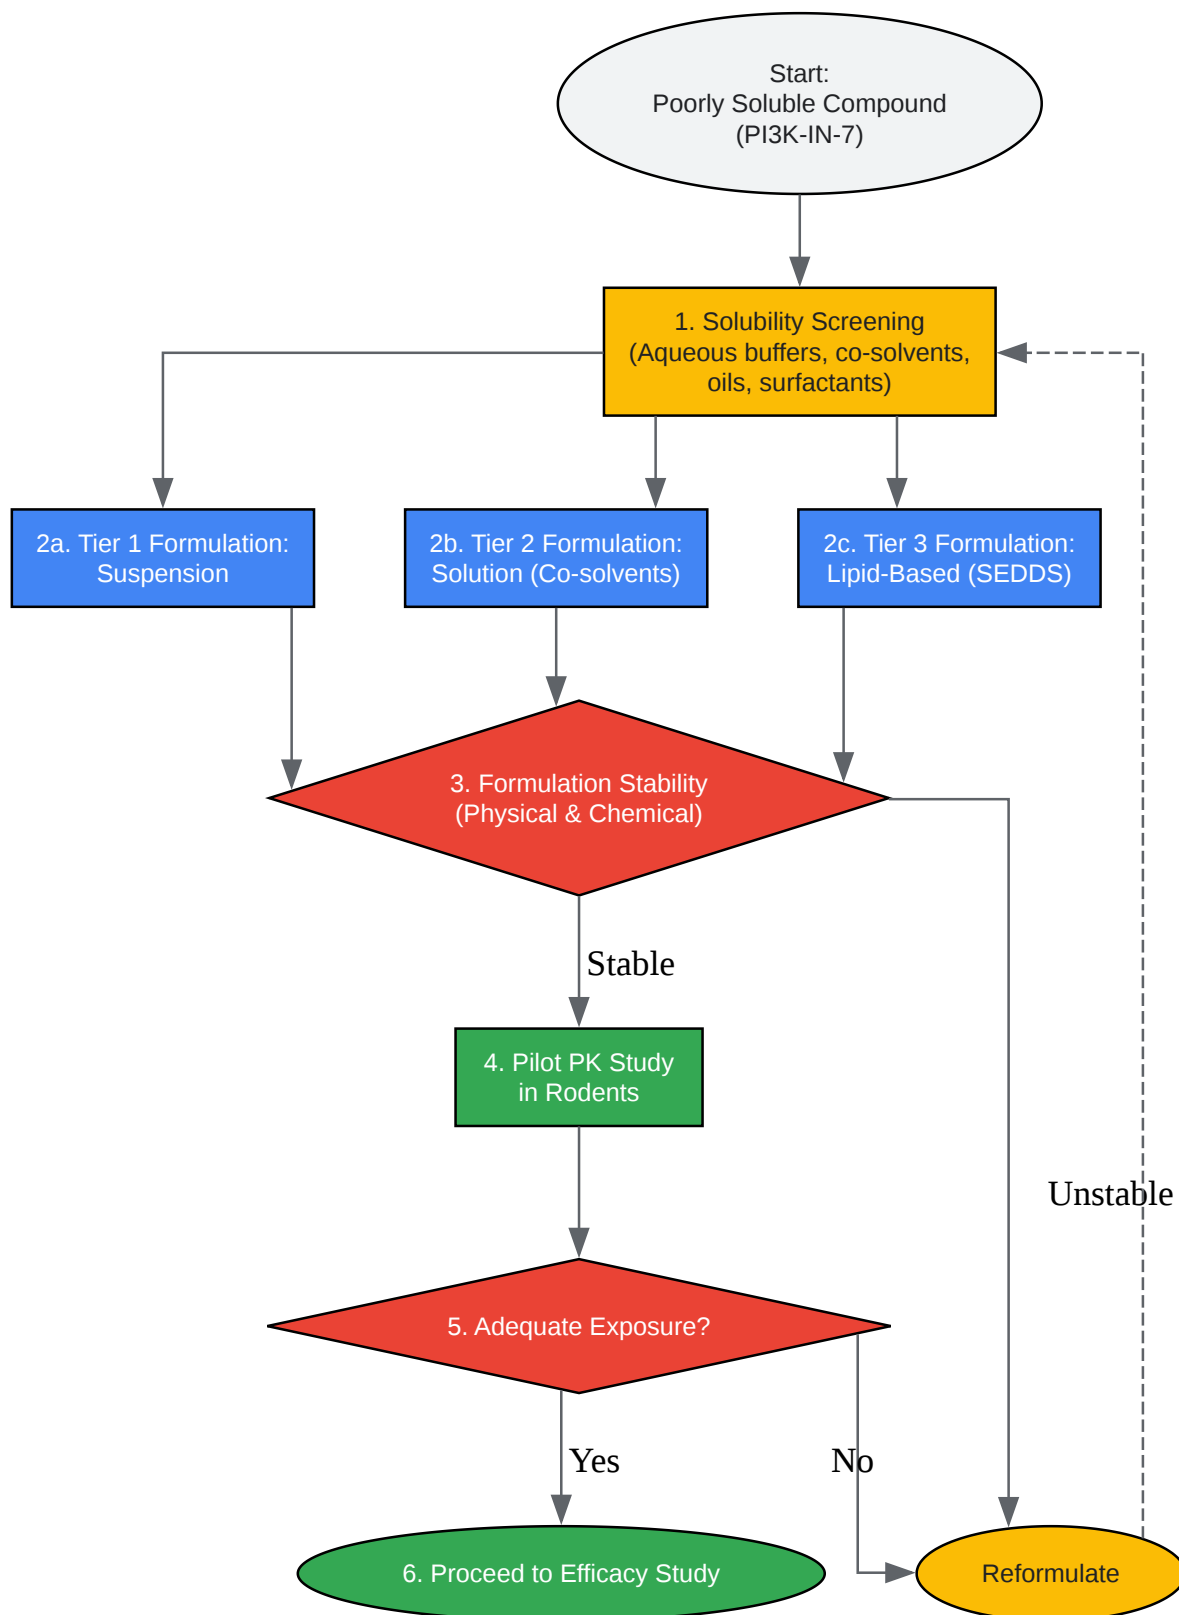 Start:
Poorly Soluble Compound
(PI3K-IN-7)
1. Solubility Screening
(Aqueous buffers, co-solvents,
oils, surfactants)
2a. Tier 1 Formulation:
Suspension
2b. Tier 2 Formulation:
Solution (Co-solvents)
2c. Tier 3 Formulation:
Lipid-Based (SEDDS)
3. Formulation Stability
(Physical & Chemical)
Stable
4. Pilot PK Study
in Rodents
Unstable
5. Adequate Exposure?
Yes
No
6. Proceed to Efficacy Study
Reformulate